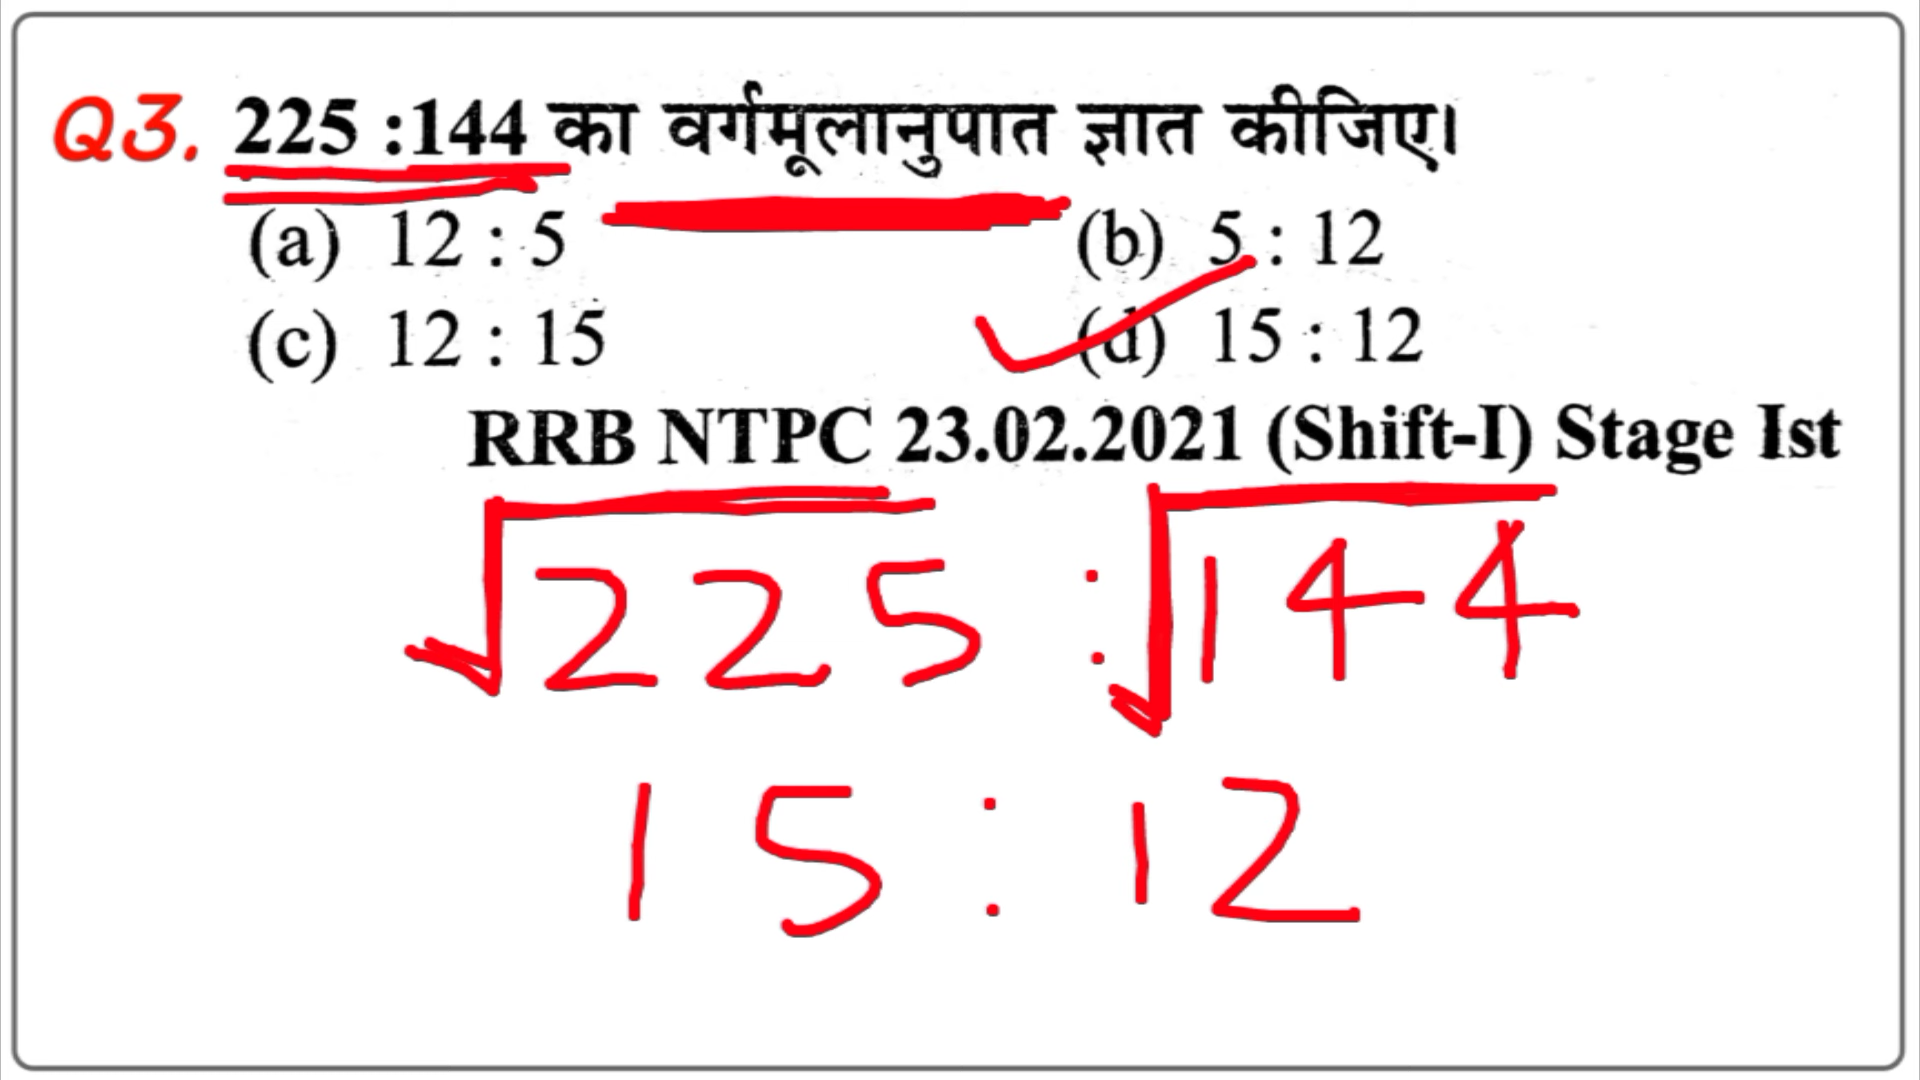 Q3. 225 :144 का वर्गमूलानुपात ज्ञात कीजिए।
(a) 12 : 5 (b) 5 : 12
(c) 12 : 15 (d) 15 : 12
RRB NTPC 23.02.2021 (Shift-I) Stage Ist
√225 : √144
15 : 12